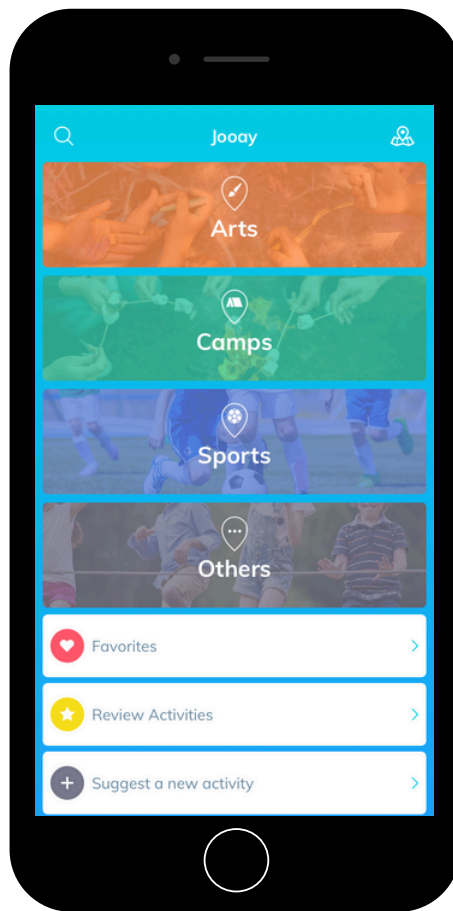 Jooay
Arts
Camps
Sports
Others
Favorites
Review Activities
Suggest a new activity